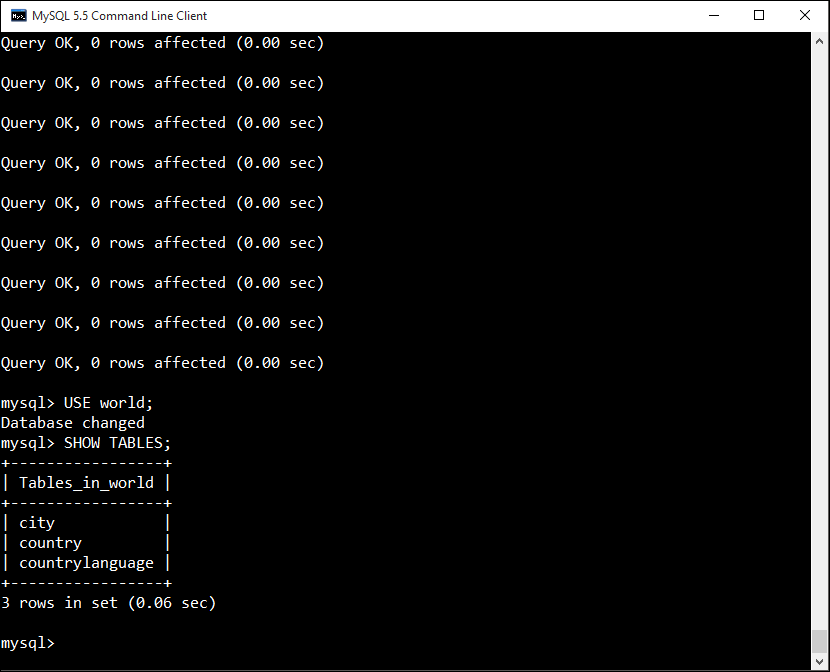 MySQL 5.5 Command Line Client
Query OK, 0 rows affected (0.00 sec)
Query OK, 0 rows affected (0.00 sec)
Query OK, 0 rows affected (0.00 sec)
Query OK, 0 rows affected (0.00 sec)
Query OK, 0 rows affected (0.00 sec)
Query OK, 0 rows affected (0.00 sec)
Query OK, 0 rows affected (0.00 sec)
Query OK, 0 rows affected (0.00 sec)
Query OK, 0 rows affected (0.00 sec)
mysql> USE world;
Database changed
mysql> SHOW TABLES;
+-----------------+
| Tables_in_world |
+-----------------+
| city            |
| country         |
| countrylanguage |
+-----------------+
3 rows in set (0.06 sec)
mysql>